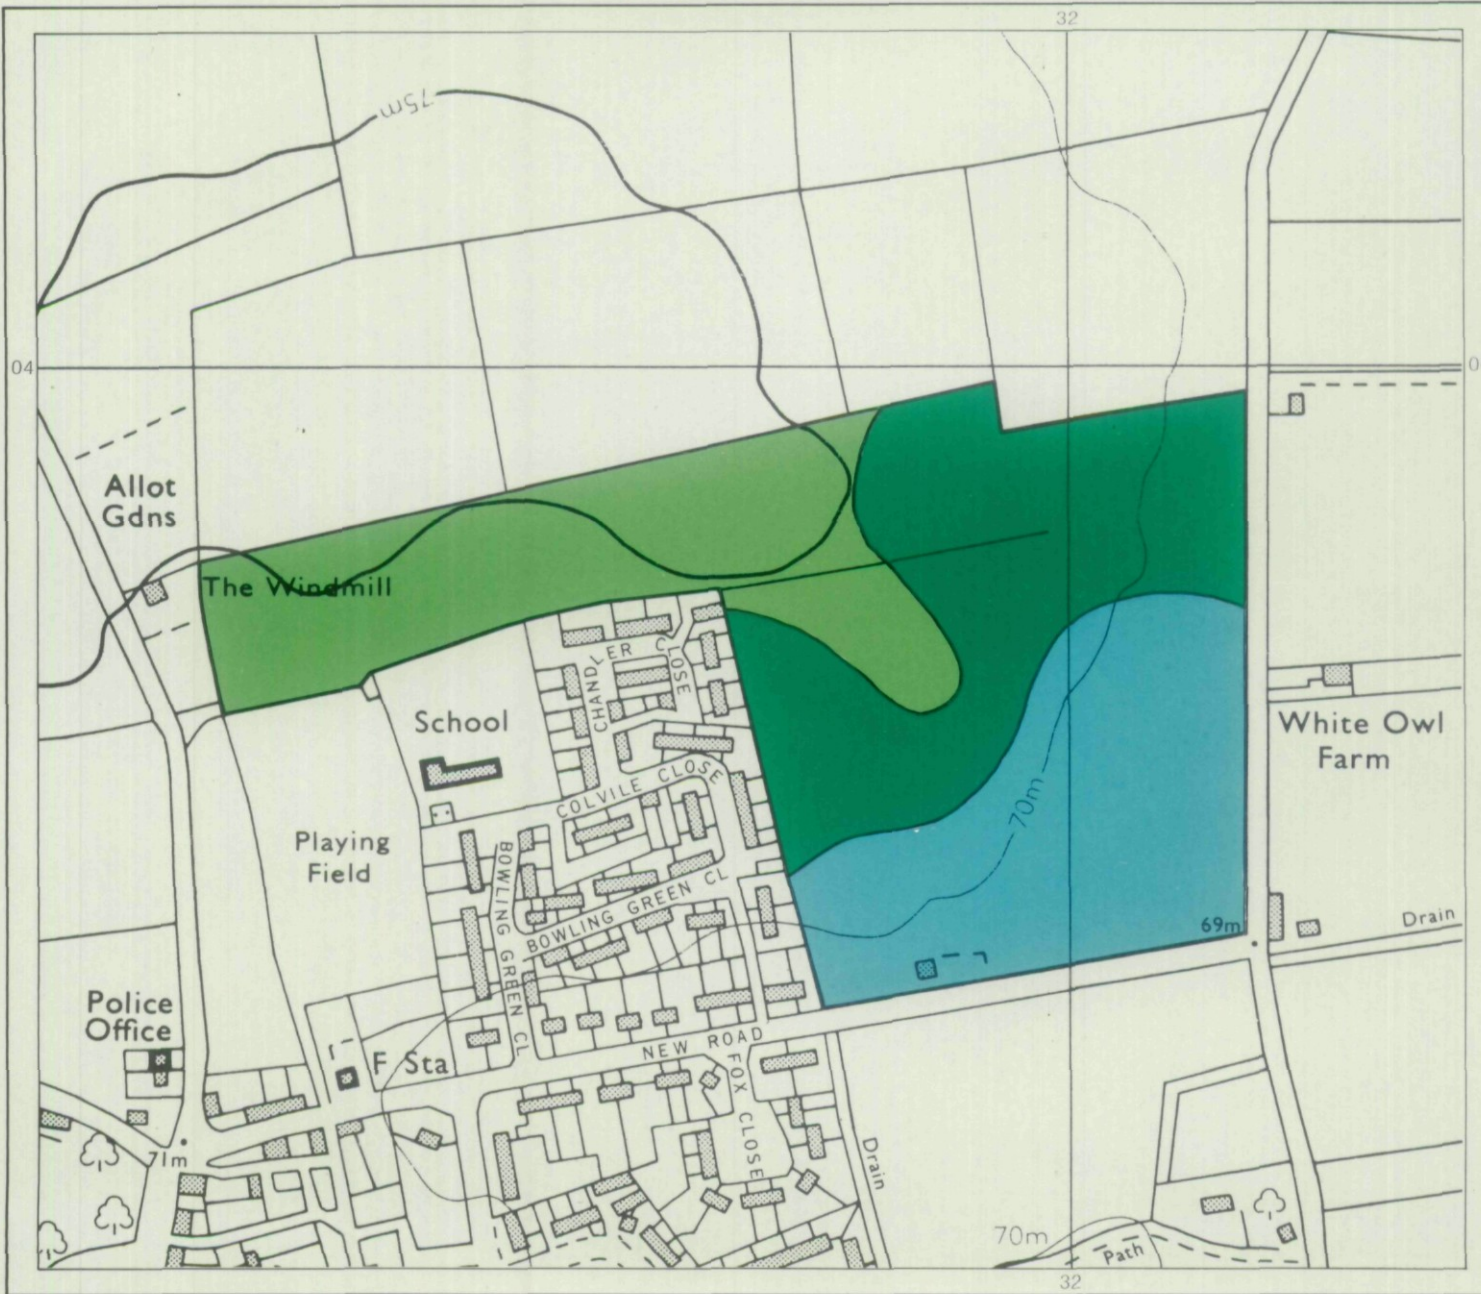 32
75m
04
0
Allot
Gdns
The Windmill
CHANDLER CLOSE
School
White Owl
Farm
COLVILE CLOSE
70m
Playing
Field
BOWLING GREEN CL
BOWLING GREEN CL
69m
Drain
Police
Office
F Sta
NEW ROAD
FOX CLOSE
71m
Drain
70m
Path
32